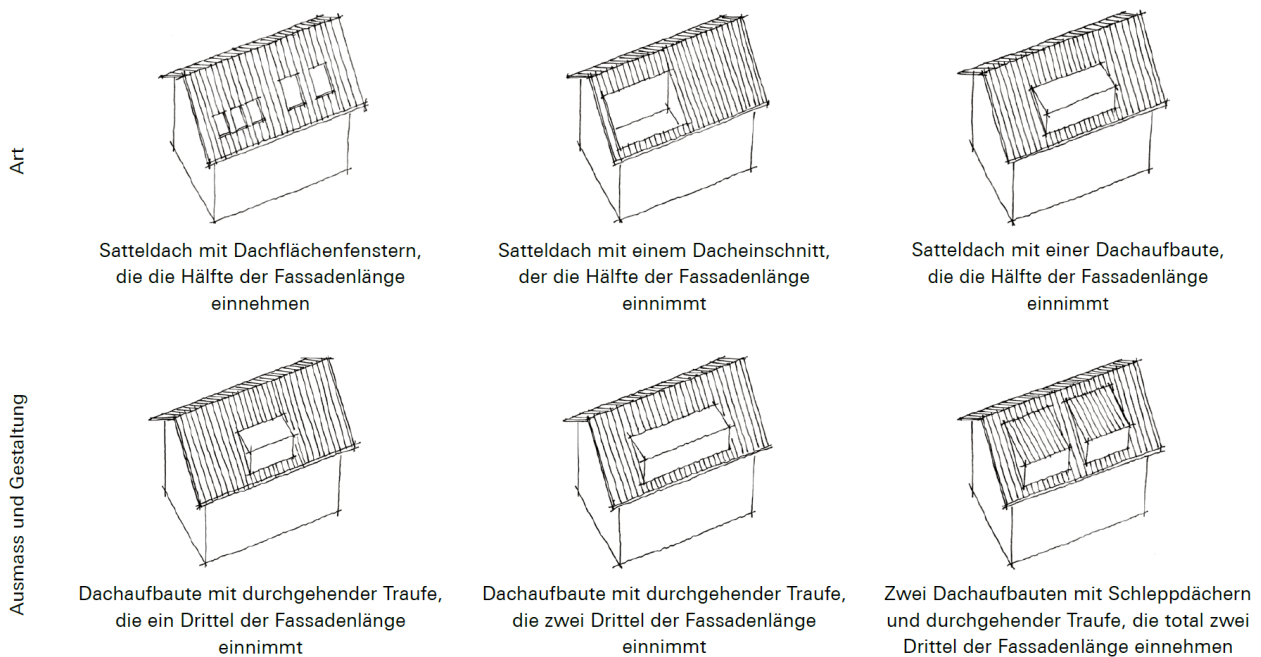 Art
Satteldach mit Dachflächenfenstern,
die die Hälfte der Fassadenlänge
einnehmen
Satteldach mit einem Dacheinschnitt,
der die Hälfte der Fassadenlänge
einnimmt
Satteldach mit einer Dachaufbaute,
die die Hälfte der Fassadenlänge
einnimmt
Ausmass und Gestaltung
Dachaufbaute mit durchgehender Traufe,
die ein Drittel der Fassadenlänge
einnimmt
Dachaufbaute mit durchgehender Traufe,
die zwei Drittel der Fassadenlänge
einnimmt
Zwei Dachaufbauten mit Schleppdächern
und durchgehender Traufe, die total zwei
Drittel der Fassadenlänge einnehmen